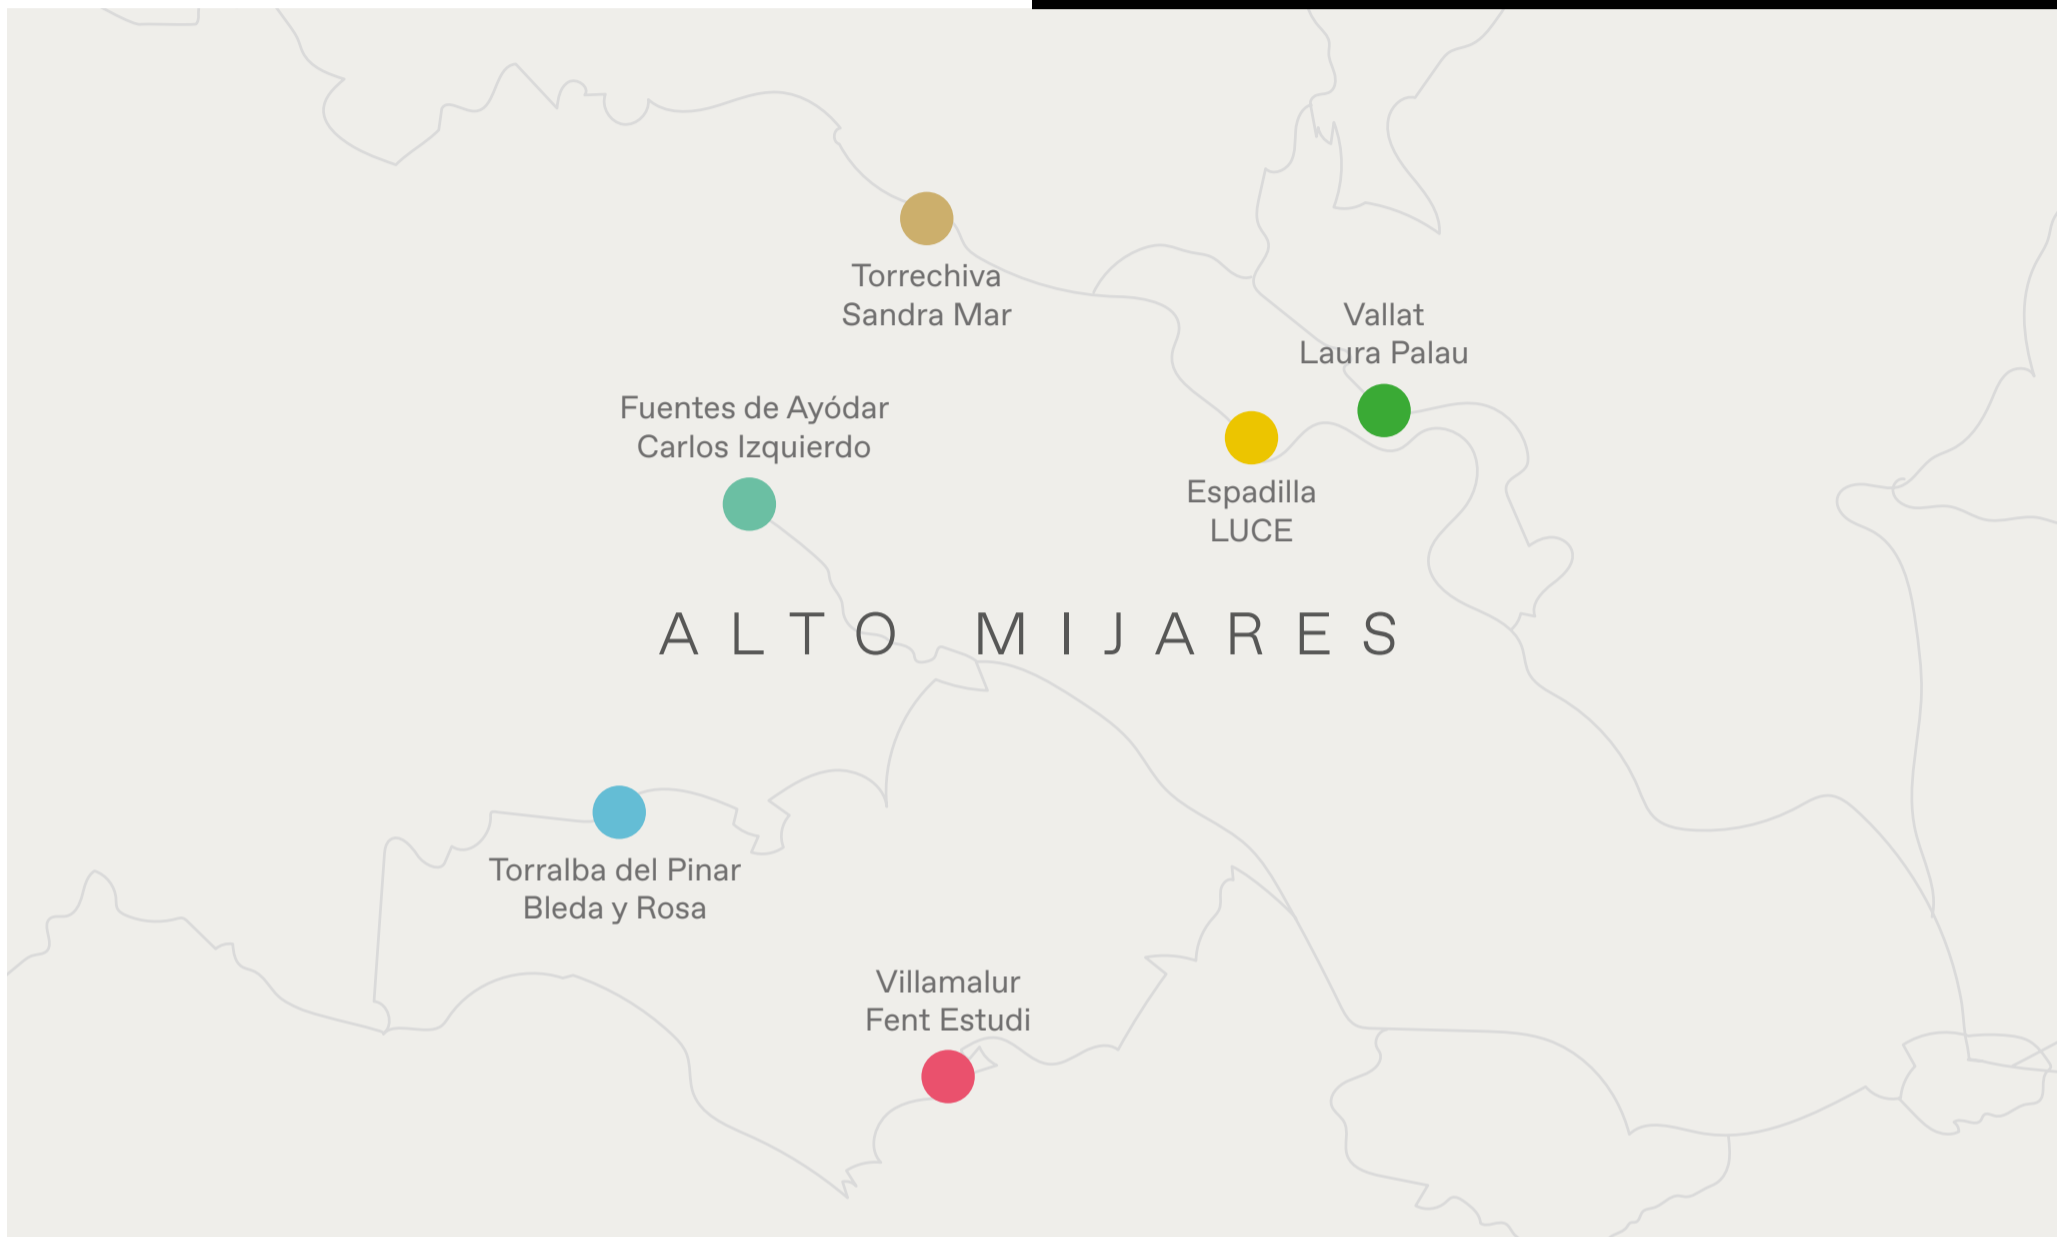 Torrechiva
Sandra Mar
Vallat
Laura Palau
Fuentes de Ayódar
Carlos Izquierdo
Espadilla
LUCE
ALTO MIJARES
Torralba del Pinar
Bleda y Rosa
Villamalur
Fent Estudi